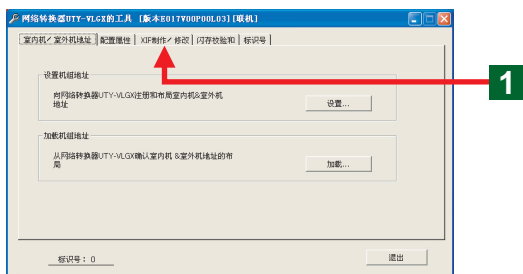 网络转换器UTY-VLGX的工具 [版本E017V00P00L03] [联机]
室内机/室外机地址 配置属性 XIF制作/修改 闪存校验和 标识号
1
设置机组地址
向网络转换器UTY-VLGX注册和布局室内机&室外机
地址
设置...
加载机组地址
从网络转换器UTY-VLGX确认室内机 &室外机地址的布
局
加载...
标识号：0
退出